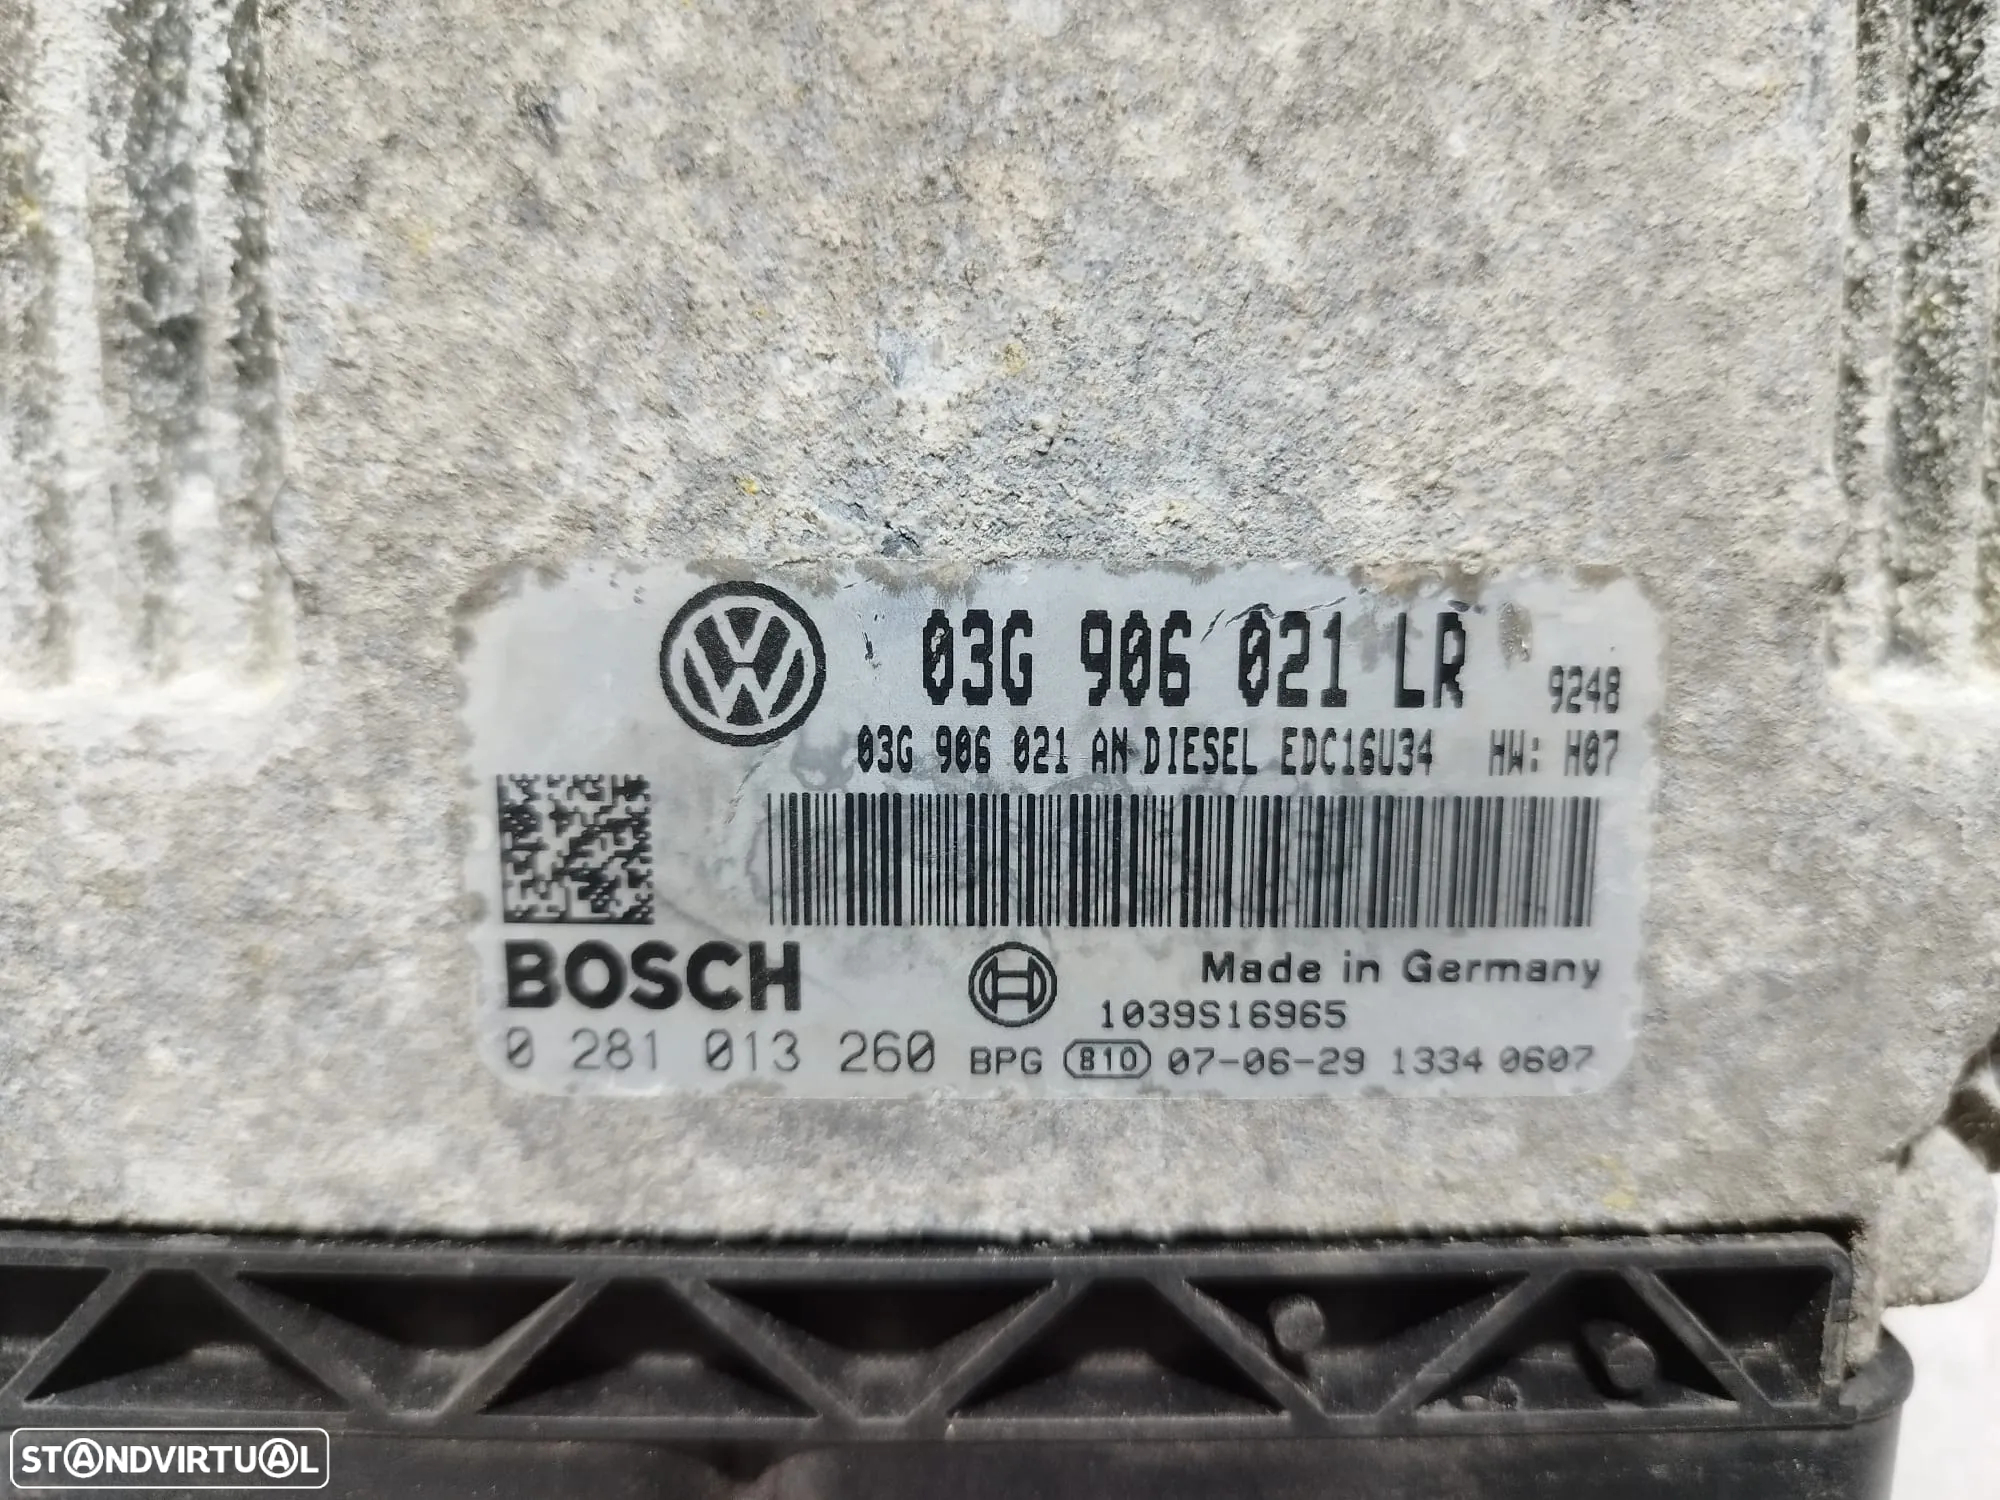 03G 906 021 LR 9248
03G 906 021 AN DIESEL EDC16U34 HW: H07
BOSCH
Made in Germany
1039S16965
0 281 013 260 BPG 810 07-06-29 1334 0607
STANDVIRTUAL